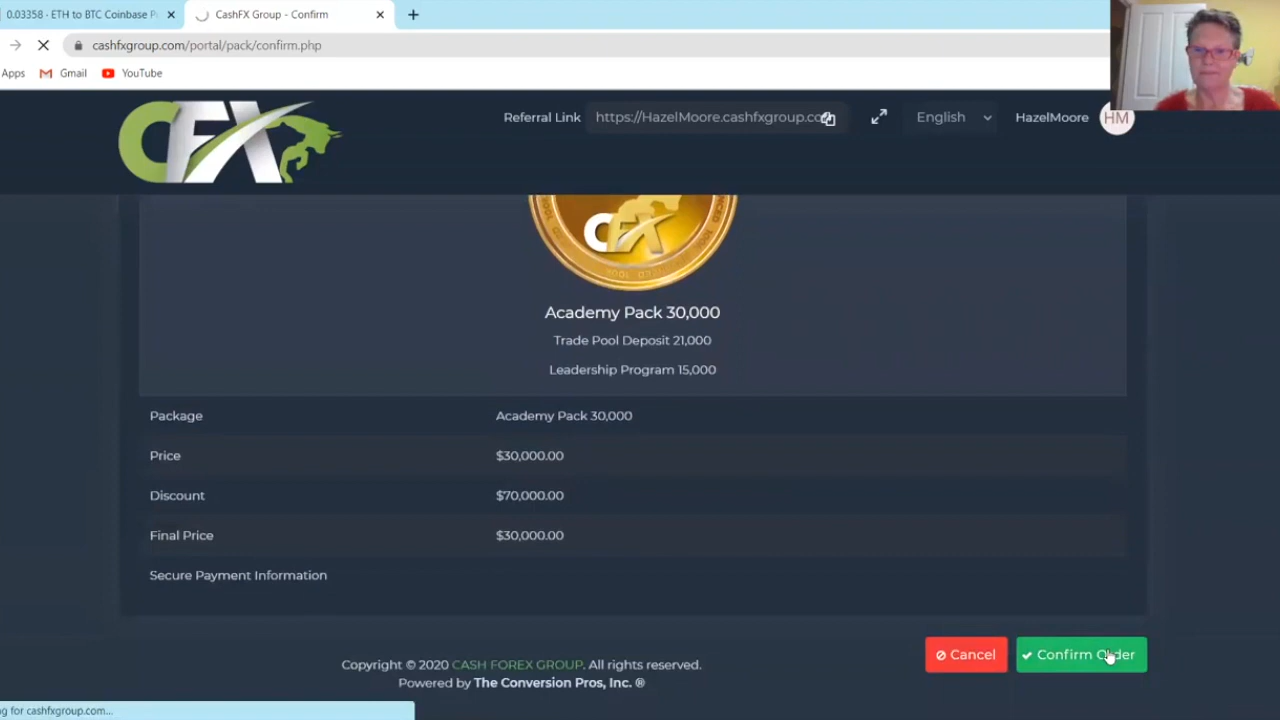 0.03358 - ETH to BTC Coinbase P
CashFX Group - Confirm
cashfxgroup.com/portal/pack/confirm.php
Apps Gmail YouTube
CFX
Referral Link https://HazelMoore.cashfxgroup.co English HazelMoore HM
CFX
Academy Pack 30,000
Trade Pool Deposit 21,000
Leadership Program 15,000
Package Academy Pack 30,000
Price $30,000.00
Discount $70,000.00
Final Price $30,000.00
Secure Payment Information
Cancel Confirm Order
Copyright © 2020 CASH FOREX GROUP. All rights reserved.
Powered by The Conversion Pros, Inc. ®
ng for cashfxgroup.com...